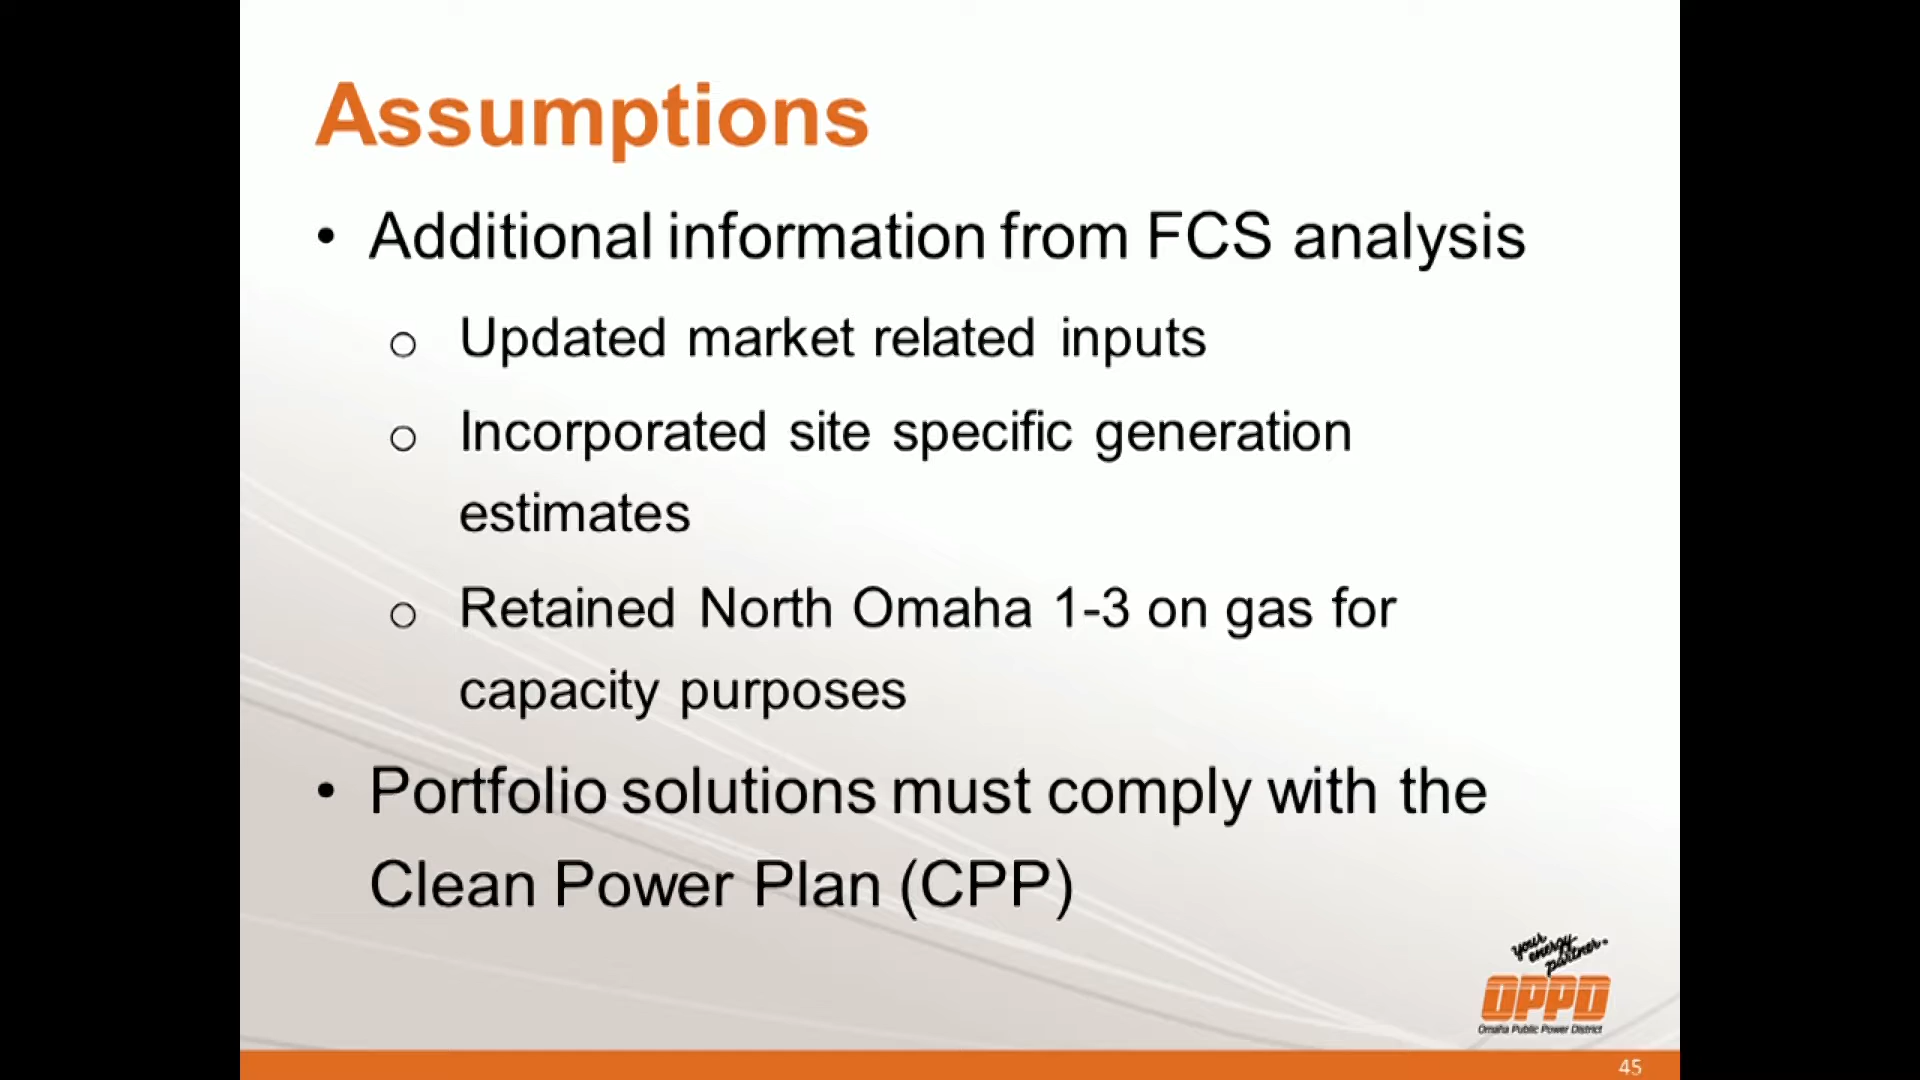 Assumptions
• Additional information from FCS analysis
o Updated market related inputs
o Incorporated site specific generation
estimates
o Retained North Omaha 1-3 on gas for
capacity purposes
• Portfolio solutions must comply with the
Clean Power Plan (CPP)
your
energy
partner.
OPPD
Omaha Public Power District
45